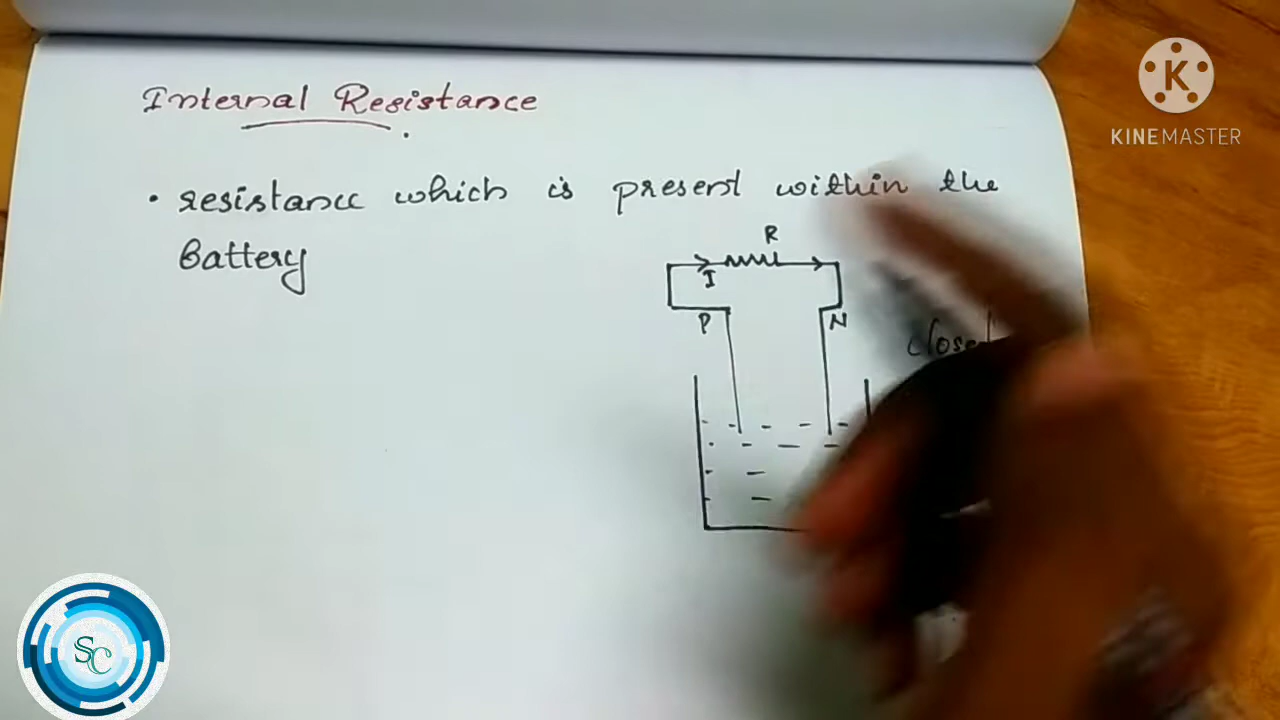 Internal Resistance
• resistance which is present within the
Battery
R
I
P
N
KINEMASTER
K
SC